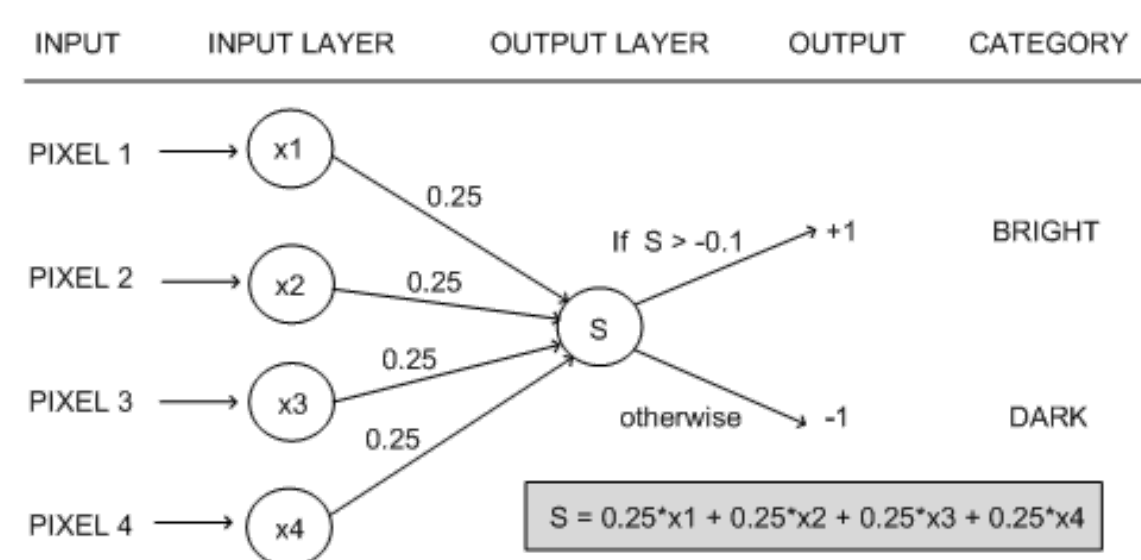 INPUT INPUT LAYER OUTPUT LAYER OUTPUT CATEGORY
PIXEL 1 x1
0.25
If S > -0.1 +1 BRIGHT
PIXEL 2 x2 0.25
S
0.25
PIXEL 3 x3
otherwise -1 DARK
0.25
PIXEL 4 x4
S = 0.25*x1 + 0.25*x2 + 0.25*x3 + 0.25*x4